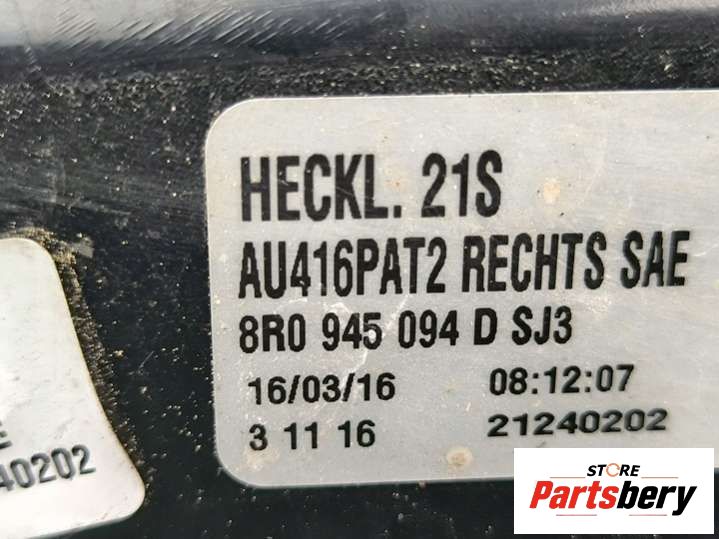 HECKL. 21S
AU416PAT2 RECHTS SAE
8R0 945 094 D SJ3
16/03/16 08:12:07
3 11 16 21240202
40202
STORE
Partsbery